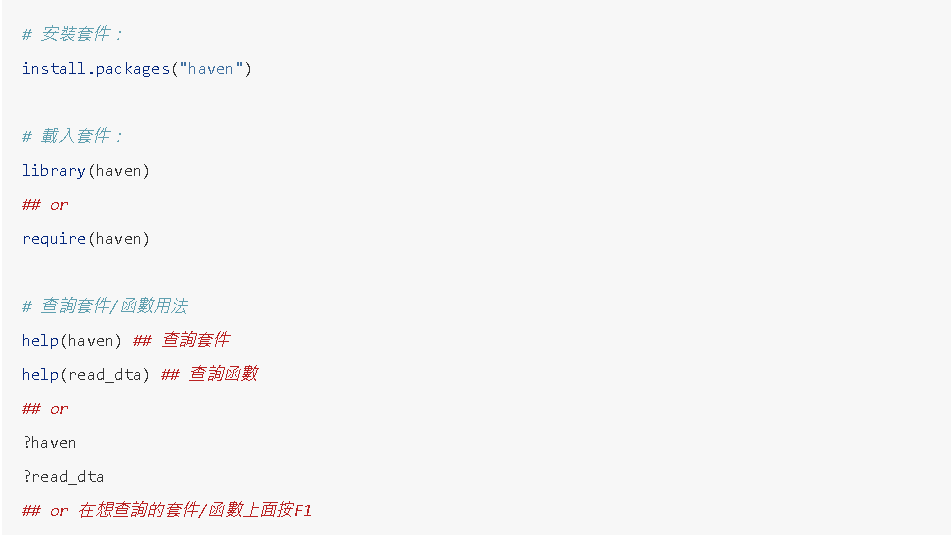 # 安裝套件：
install.packages("haven")
# 載入套件：
library(haven)
## or
require(haven)
# 查詢套件/函數用法
help(haven) ## 查詢套件
help(read_dta) ## 查詢函數
## or
?haven
?read_dta
## or 在想查詢的套件/函數上面按F1